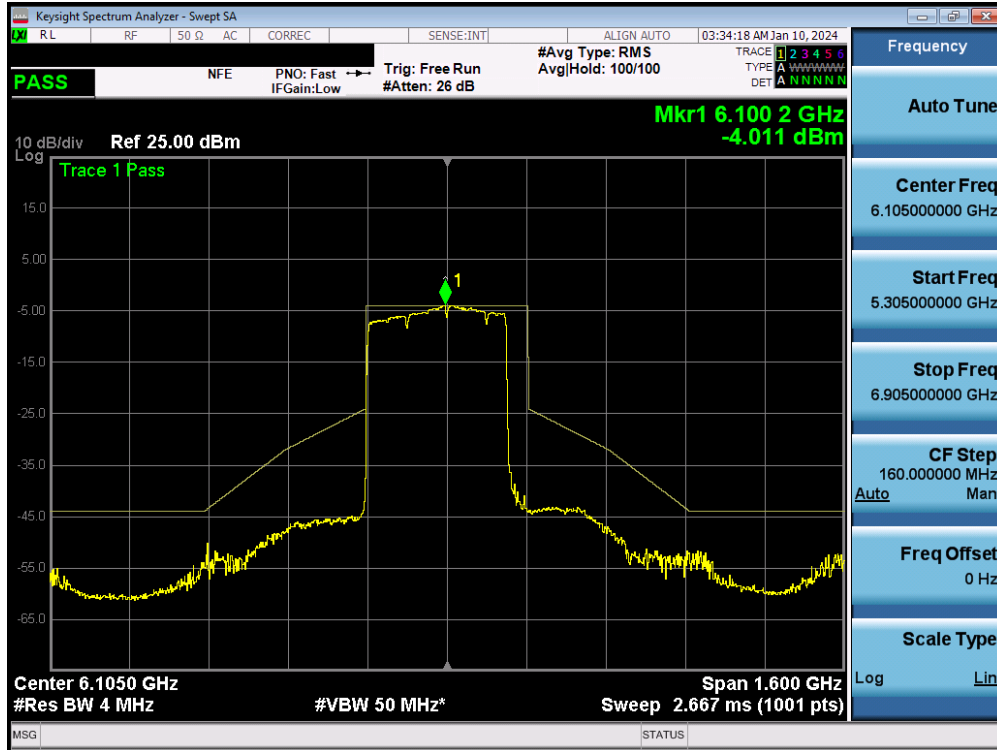 Keysight Spectrum Analyzer - Swept SA
LXI RL RF 50 Ω AC CORREC SENSE:INT ALIGN AUTO 03:34:18 AM Jan 10, 2024
PASS
NFE
PNO: Fast
IFGain:Low
Trig: Free Run
#Atten: 26 dB
#Avg Type: RMS
Avg|Hold: 100/100
TRACE 1 2 3 4 5 6
TYPE A WWWWW
DET A N N N N N
Mkr1 6.100 2 GHz
-4.011 dBm
10 dB/div Ref 25.00 dBm
Log
Trace 1 Pass
1
15.0
5.00
-5.00
-15.0
-25.0
-35.0
-45.0
-55.0
-65.0
Center 6.1050 GHz Span 1.600 GHz
#Res BW 4 MHz #VBW 50 MHz* Sweep 2.667 ms (1001 pts)
MSG STATUS
Frequency
Auto Tune
Center Freq
6.105000000 GHz
Start Freq
5.305000000 GHz
Stop Freq
6.905000000 GHz
CF Step
160.000000 MHz
Auto Man
Freq Offset
0 Hz
Scale Type
Log Lin